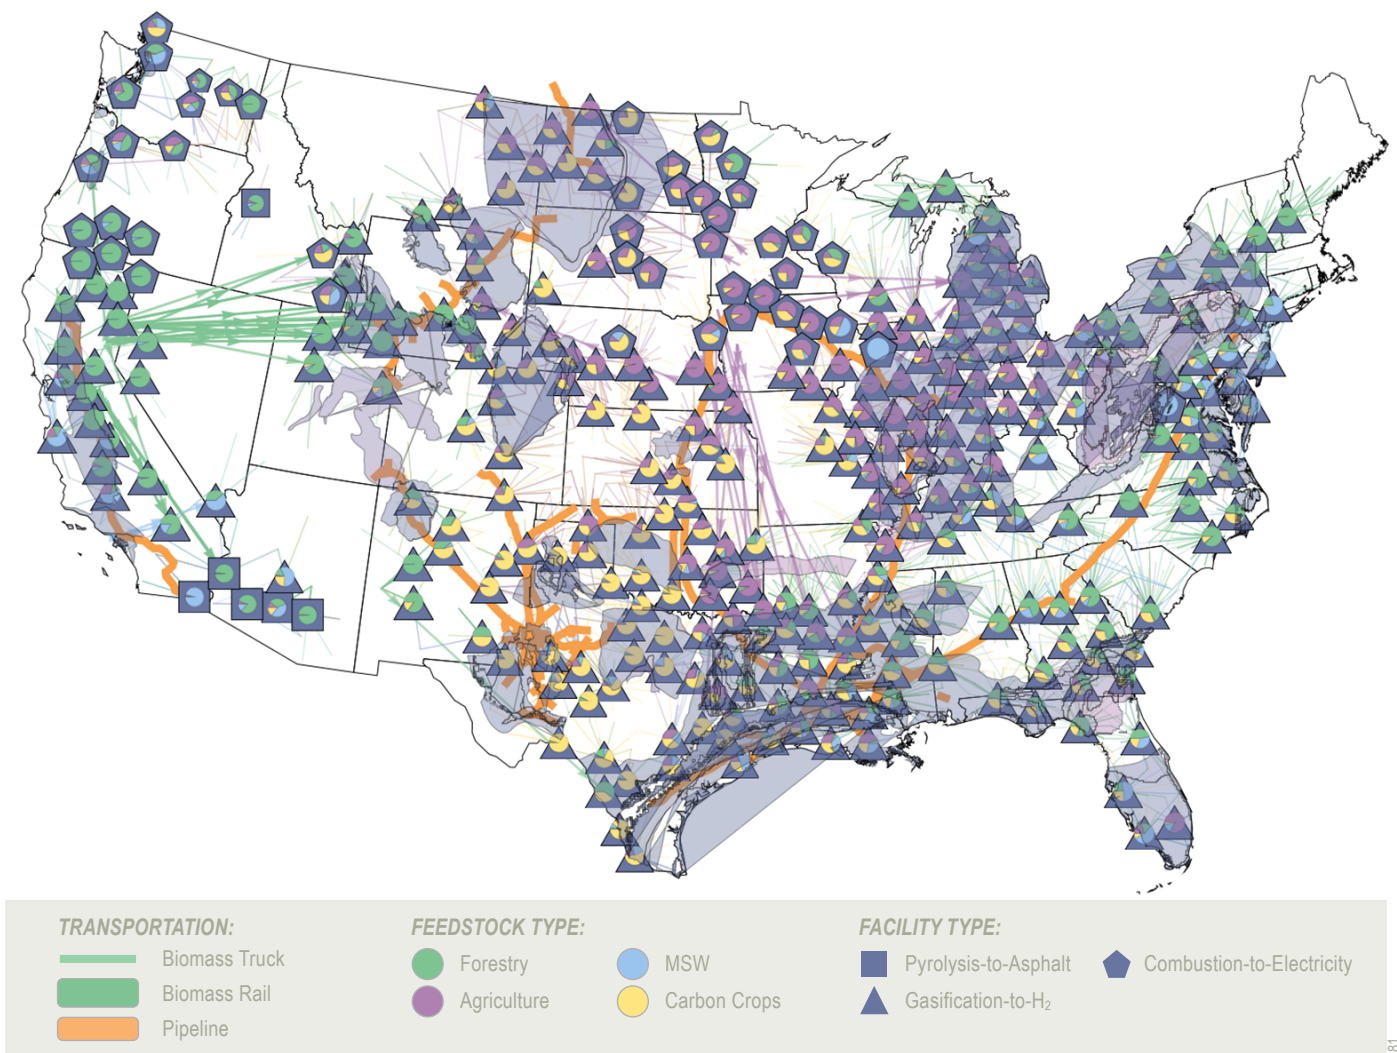 TRANSPORTATION:
Biomass Truck
Biomass Rail
Pipeline
FEEDSTOCK TYPE:
Forestry
MSW
Agriculture
Carbon Crops
FACILITY TYPE:
Pyrolysis-to-Asphalt
Combustion-to-Electricity
Gasification-to-H₂
81